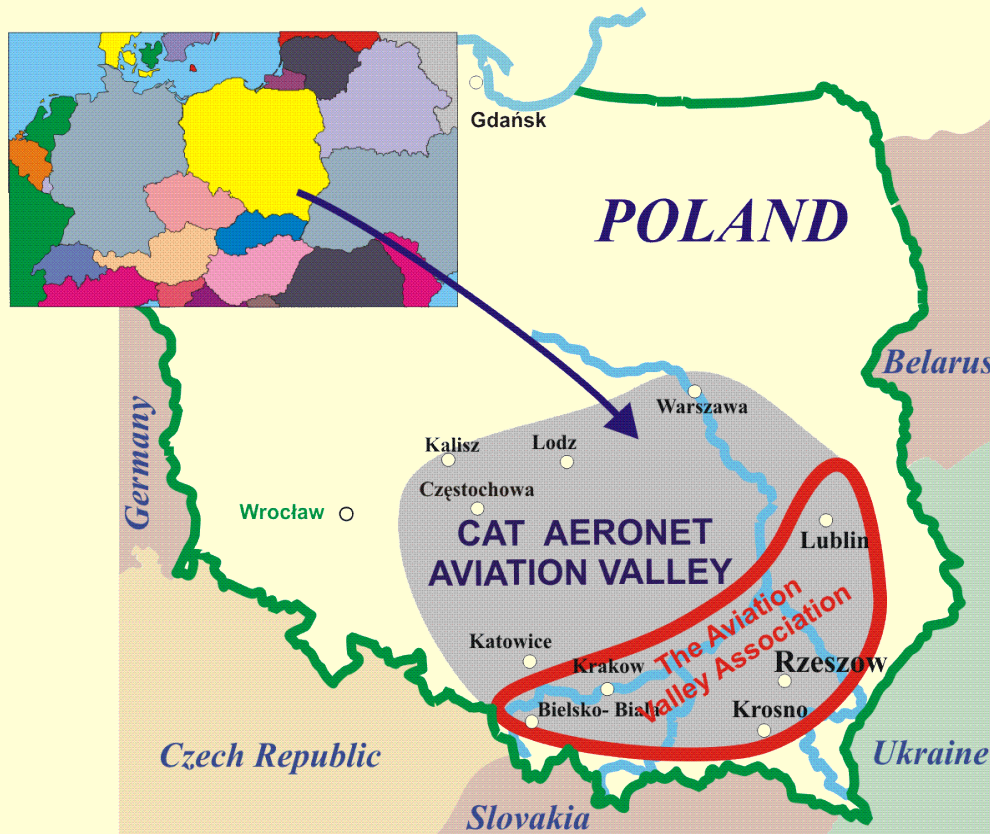 Gdańsk
POLAND
Belarus
Warszawa
Kalisz
Lodz
Germany
Częstochowa
Wrocław
CAT AERONET
AVIATION VALLEY
Lublin
The Aviation
Valley Association
Katowice
Krakow
Rzeszow
Bielsko- Biala
Krosno
Czech Republic
Ukraine
Slovakia